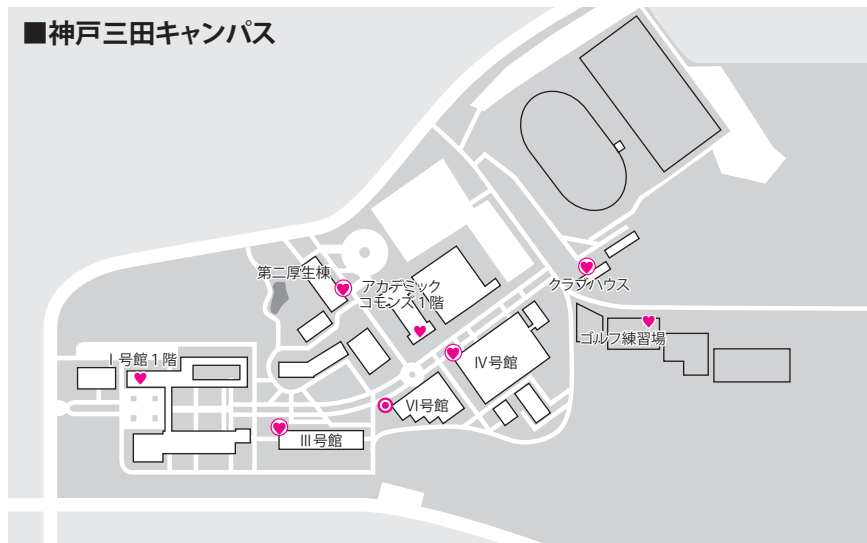 ■神戸三田キャンパス
第二厚生棟
アカデミック
コモンズ1階
クラブハウス
ゴルフ練習場
Ⅰ号館1階
Ⅳ号館
Ⅵ号館
Ⅲ号館